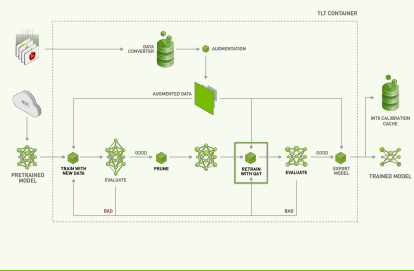 TLT CONTAINER
DATA
CONVERTER
AUGMENTATION
AUGMENTED DATA
INT8 CALIBRATION
CACHE
PRETRAINED
MODEL
TRAIN WITH
NEW DATA
EVALUATE
GOOD
PRUNE
RETRAIN
WITH QAT
EVALUATE
GOOD
EXPORT
MODEL
TRAINED MODEL
BAD
BAD